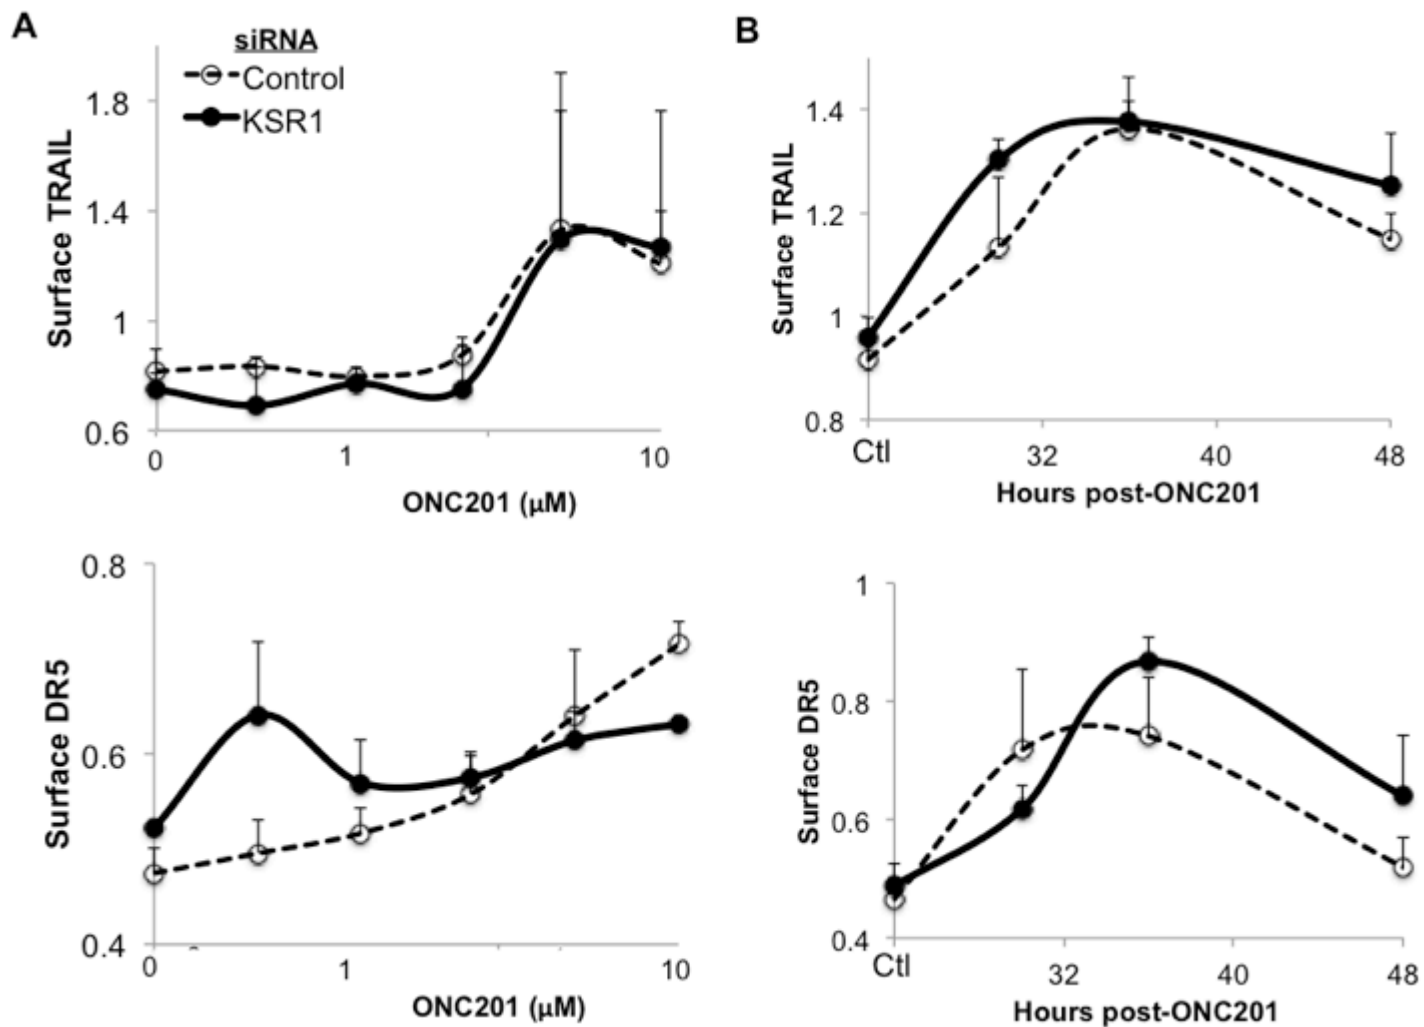 A
siRNA
Control
KSR1
Surface TRAIL
1.8
1.4
1
0.6
0
1
10
ONC201 (µM)
B
Surface TRAIL
1.4
1.2
1
0.8
Ctl
32
40
48
Hours post-ONC201
Surface DR5
0.8
0.6
0.4
0
1
10
ONC201 (µM)
Surface DR5
1
0.8
0.6
0.4
Ctl
32
40
48
Hours post-ONC201